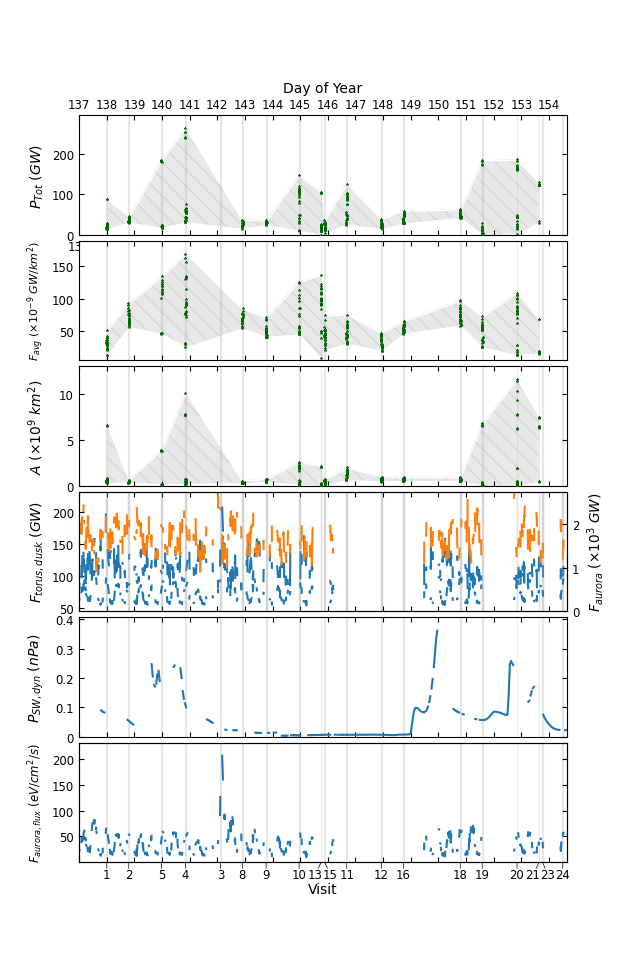 Day of Year
137 138 139 140 141 142 143 144 145 146 147 148 149 150 151 152 153 154
P_Tot (GW)
200
100
0
13
F_avg (×10^−9 GW/km^2)
150
100
50
A (×10^9 km^2)
10
5
0
F_torus,dusk (GW)
200
150
100
50
F_aurora (×10^3 GW)
2
1
0
P_SW,dyn (nPa)
0.4
0.3
0.2
0.1
0
F_aurora,flux (eV/cm^2/s)
200
150
100
50
1 2 5 4 3 8 9 10 13 15 11 12 16 18 19 20 21 23 24
Visit